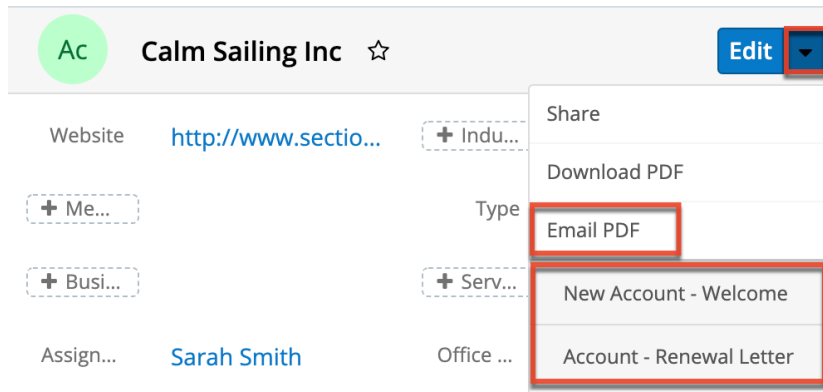 Ac Calm Sailing Inc Edit
Share
Website http://www.sectio... + Indu...
Download PDF
+ Me... Type
Email PDF
+ Busi... + Serv...
New Account - Welcome
Assign... Sarah Smith Office ...
Account - Renewal Letter